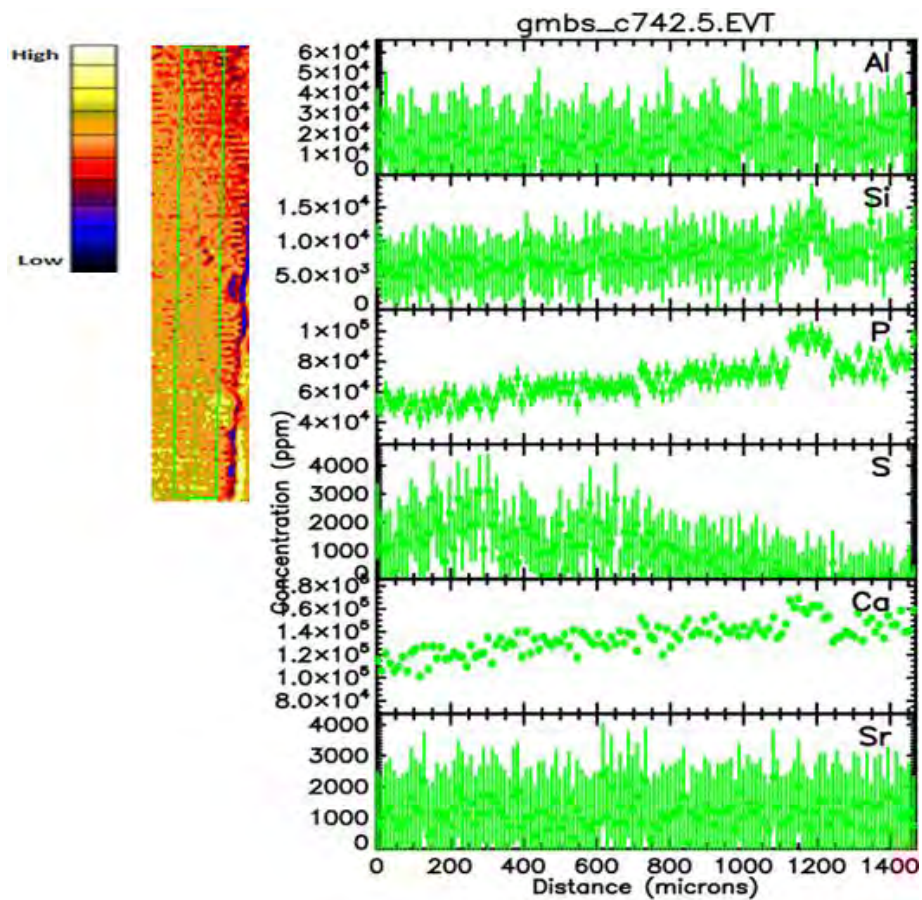 gmbs_c742.5.EVT
High
Low
Al
6×10⁴
5×10⁴
4×10⁴
3×10⁴
2×10⁴
1×10⁴
0
Si
1.5×10⁴
1.0×10⁴
5.0×10³
0
P
1×10⁵
8×10⁴
6×10⁴
4×10⁴
Concentration (ppm)
S
4000
3000
2000
1000
0
Ca
1.6×10⁵
1.4×10⁵
1.2×10⁵
1.0×10⁵
8.0×10⁴
Sr
4000
3000
2000
1000
0
0 200 400 600 800 1000 1200 1400
Distance (microns)